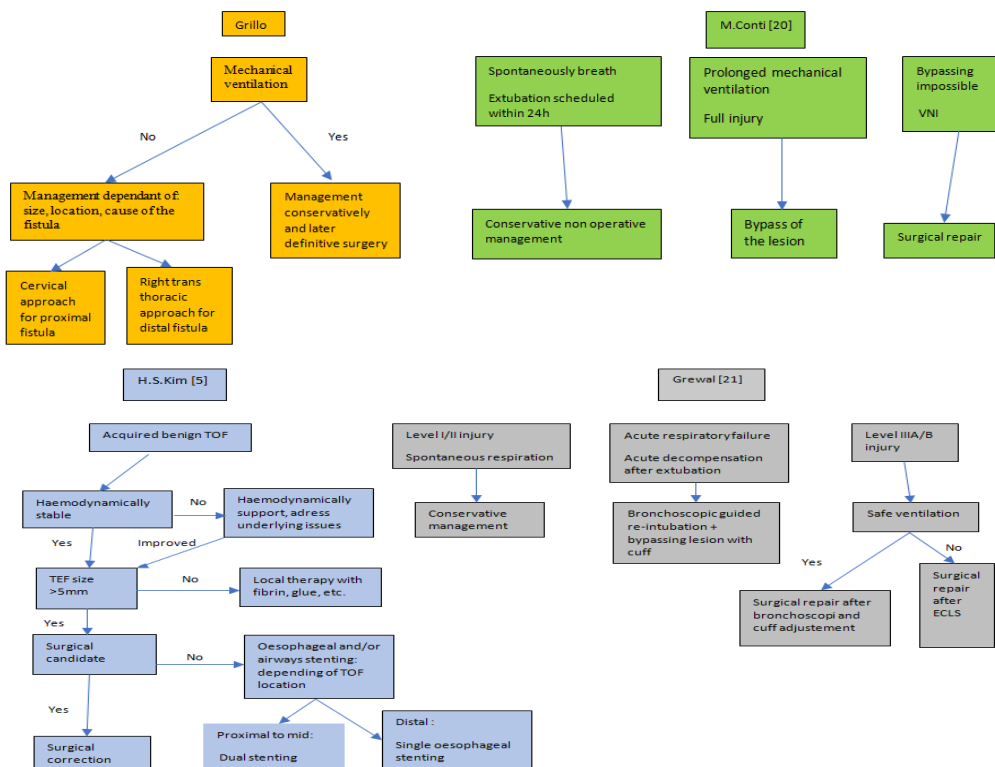 Grillo
Mechanical
ventilation
No
Yes
Management dependant of:
size, location, cause of the
fistula
Management
conservatively
and later
definitive surgery
Cervical
approach
for proximal
fistula
Right trans
thoracic
approach for
distal fistula
M.Conti [20]
Spontaneously breath
Extubation scheduled
within 24h
Prolonged mechanical
ventilation
Full injury
Bypassing
impossible
VNI
Conservative non operative
management
Bypass of
the lesion
Surgical repair
H.S.Kim [5]
Acquired benign TOF
Haemodynamically
stable
No
Haemodynamically
support, adress
underlying issues
Yes
Improved
TEF size
>5mm
No
Local therapy with
fibrin, glue, etc.
Yes
Surgical
candidate
No
Oesophageal and/or
airways stenting:
depending of TOF
location
Yes
Surgical
correction
Proximal to mid:
Dual stenting
Distal :
Single oesophageal
stenting
Grewal [21]
Level I/II injury
Spontaneous respiration
Acute respiratory failure
Acute decompensation
after extubation
Level IIIA/B
injury
Conservative
management
Bronchoscopic guided
re-intubation +
bypassing lesion with
cuff
Safe ventilation
Yes
No
Surgical repair after
bronchoscopi and
cuff adjustement
Surgical
repair
after
ECLS